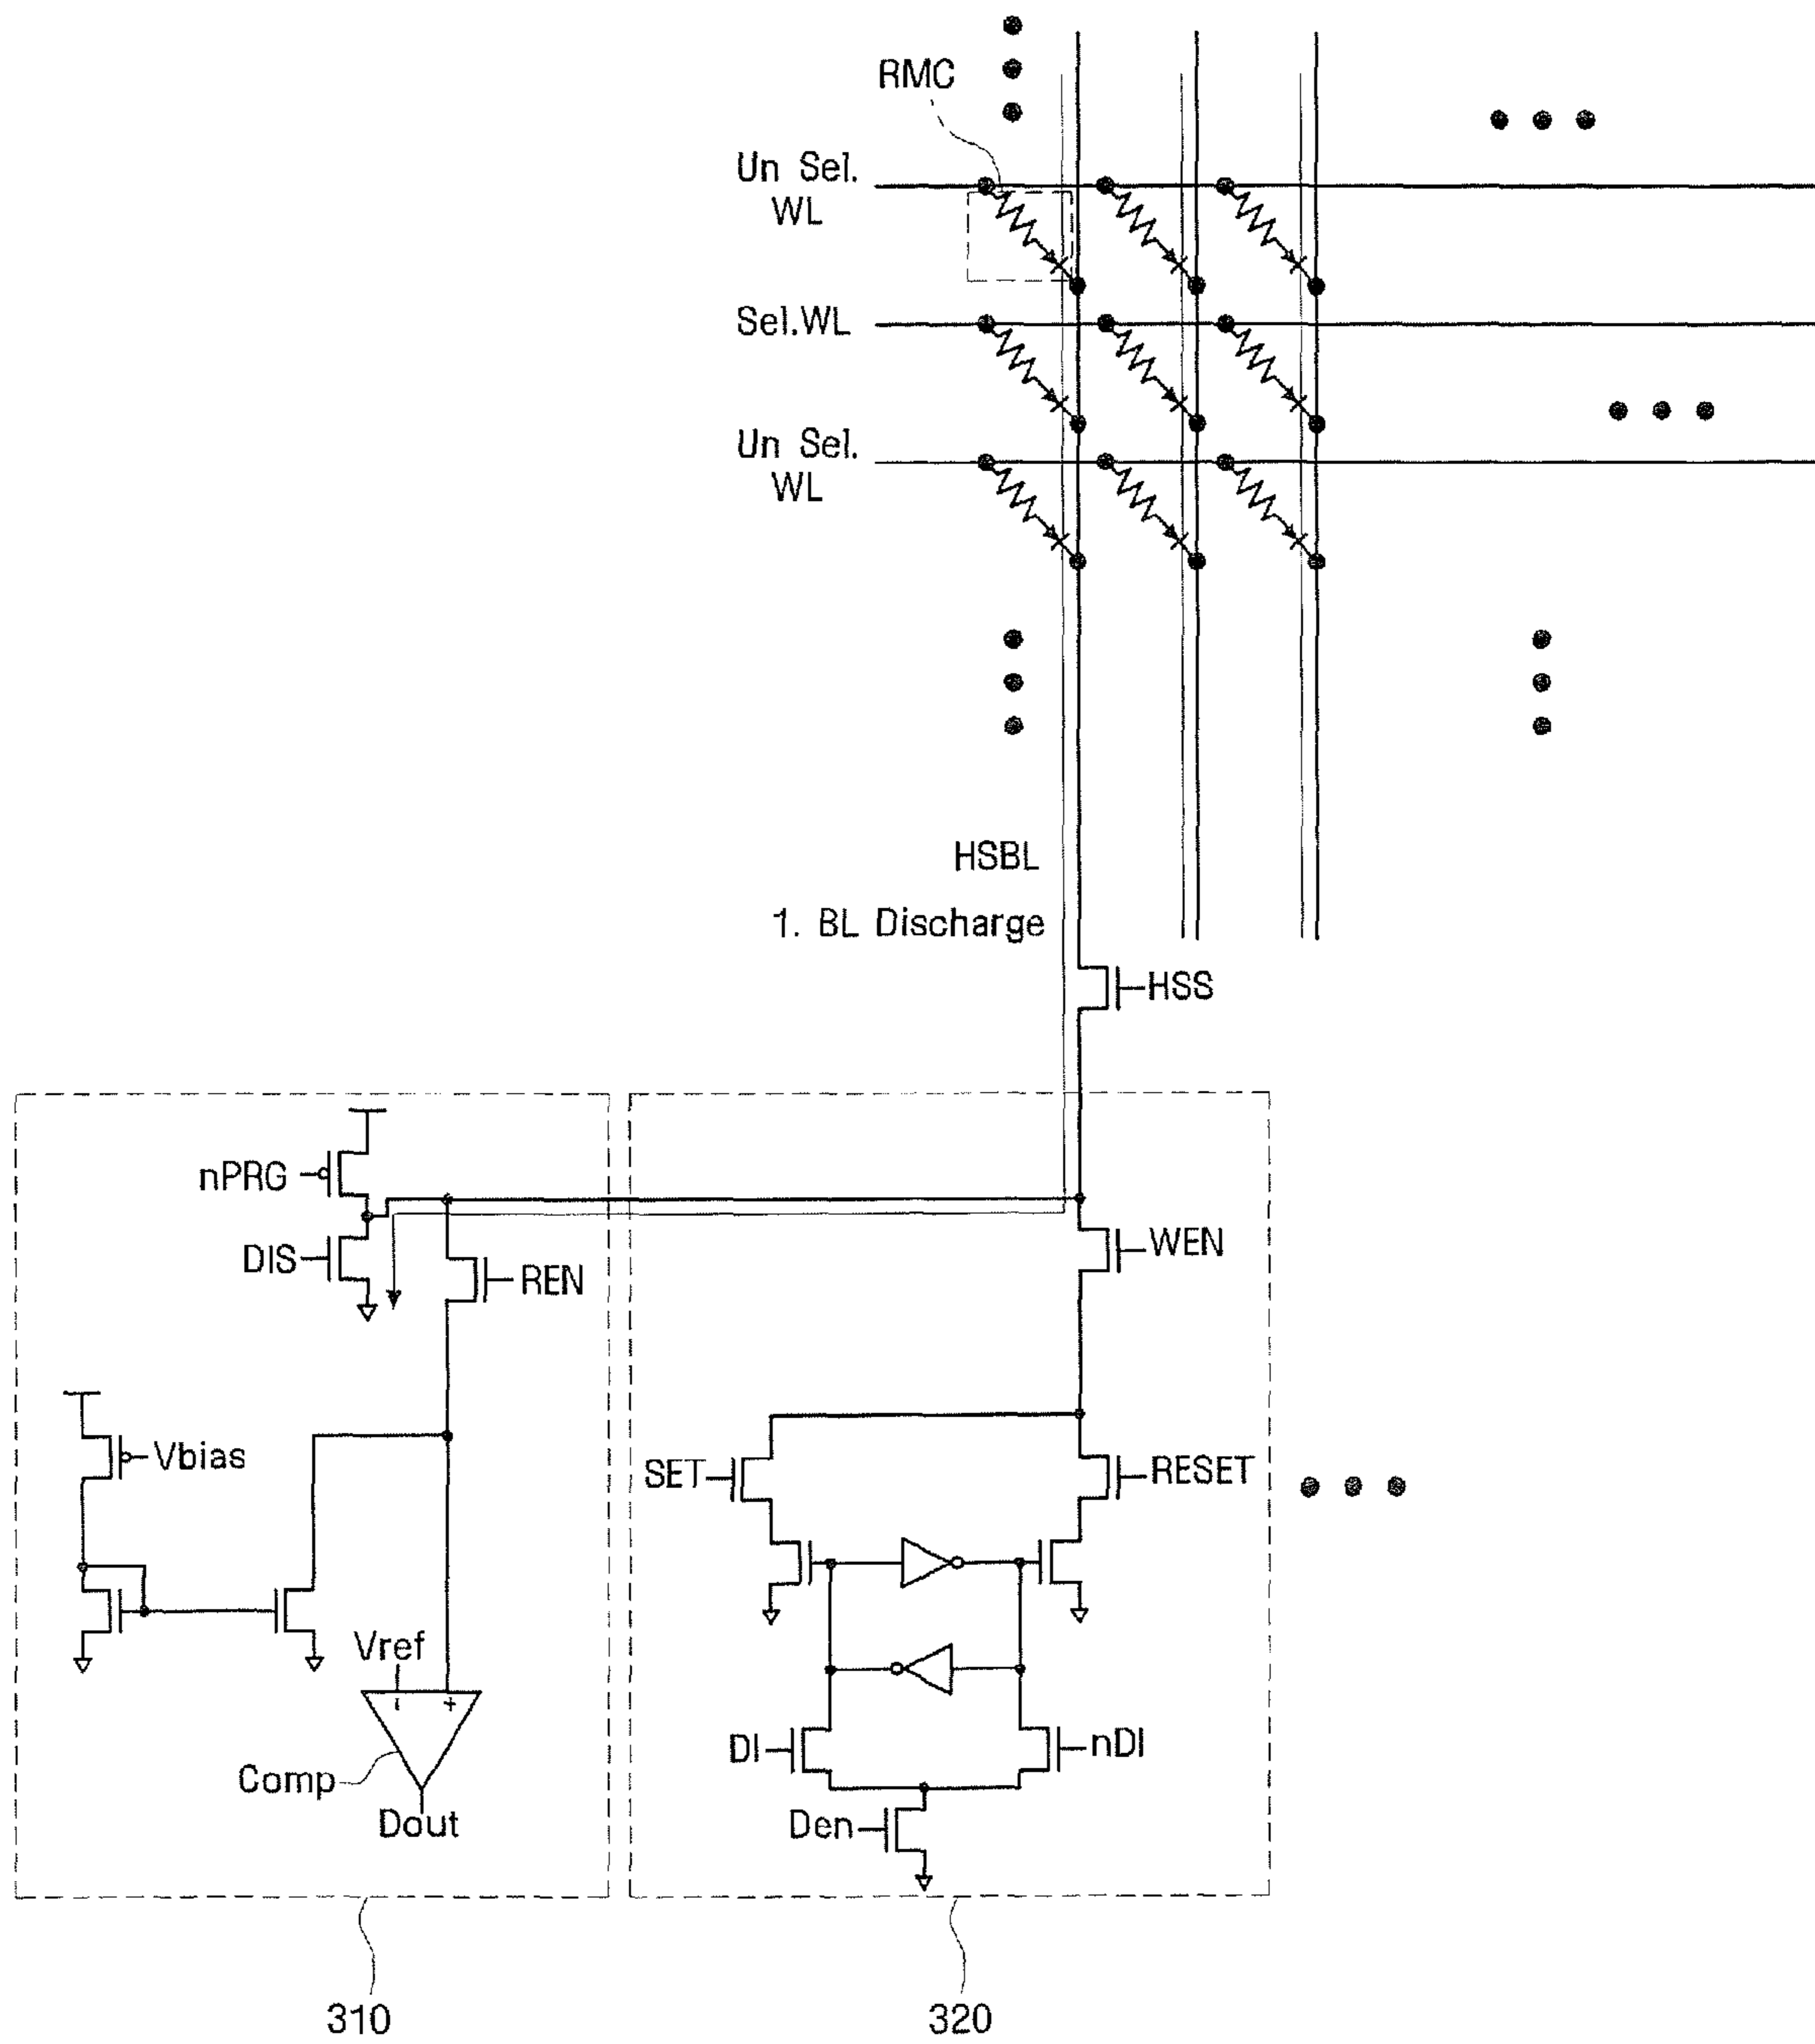 RMC
Un Sel.
WL
Sel.WL
Un Sel.
WL
HSBL
1. BL Discharge
HSS
nPRG
DIS
REN
WEN
Vbias
SET
RESET
Vref
- +
Comp
Dout
DI
nDI
Den
310
320